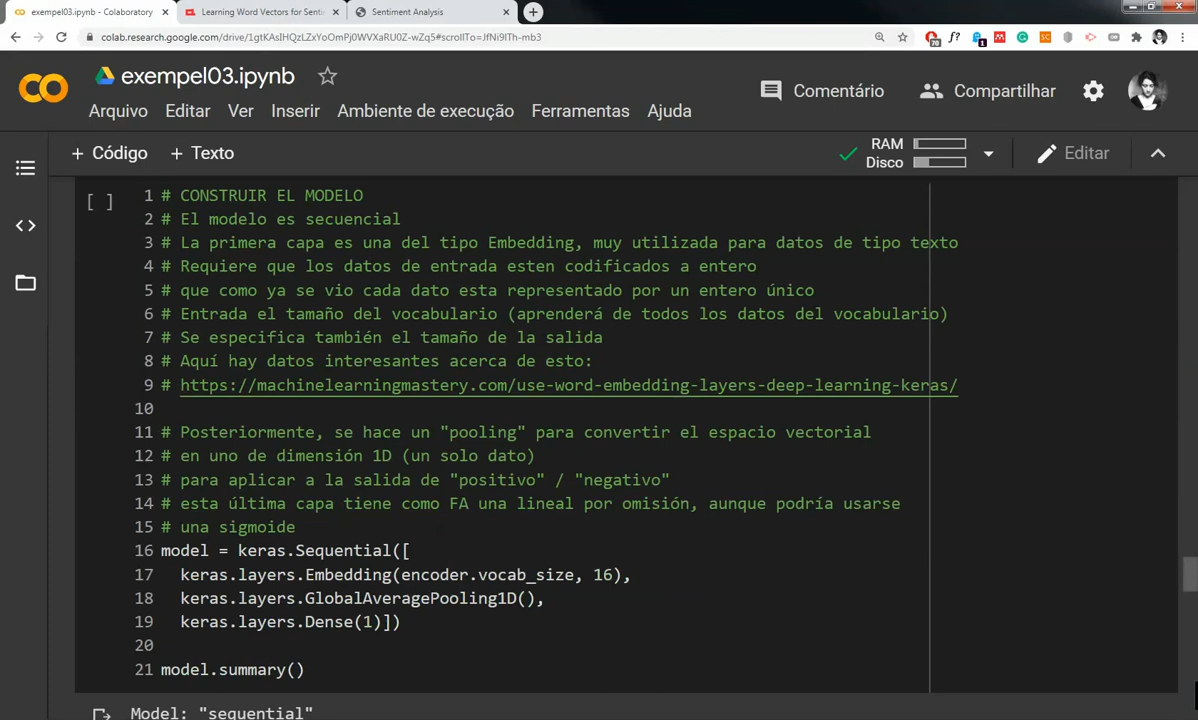 exempel03.ipynb - Colaboratory
Learning Word Vectors for Senti
Sentiment Analysis
colab.research.google.com/drive/1gtKAsIHQzLZxYoOmPj0WVXaRU0Z-wZq5#scrollTo=JfNi9lTh-mb3
exempel03.ipynb
Comentário
Compartilhar
Arquivo Editar Ver Inserir Ambiente de execução Ferramentas Ajuda
+ Código + Texto
RAM
Disco
Editar
[ ]
1 # CONSTRUIR EL MODELO
2 # El modelo es secuencial
3 # La primera capa es una del tipo Embedding, muy utilizada para datos de tipo texto
4 # Requiere que los datos de entrada esten codificados a entero
5 # que como ya se vio cada dato esta representado por un entero único
6 # Entrada el tamaño del vocabulario (aprenderá de todos los datos del vocabulario)
7 # Se especifica también el tamaño de la salida
8 # Aquí hay datos interesantes acerca de esto:
9 # https://machinelearningmastery.com/use-word-embedding-layers-deep-learning-keras/
10
11 # Posteriormente, se hace un "pooling" para convertir el espacio vectorial
12 # en uno de dimensión 1D (un solo dato)
13 # para aplicar a la salida de "positivo" / "negativo"
14 # esta última capa tiene como FA una lineal por omisión, aunque podría usarse
15 # una sigmoide
16 model = keras.Sequential([
17 keras.layers.Embedding(encoder.vocab_size, 16),
18 keras.layers.GlobalAveragePooling1D(),
19 keras.layers.Dense(1)])
20
21 model.summary()
Model: "sequential"